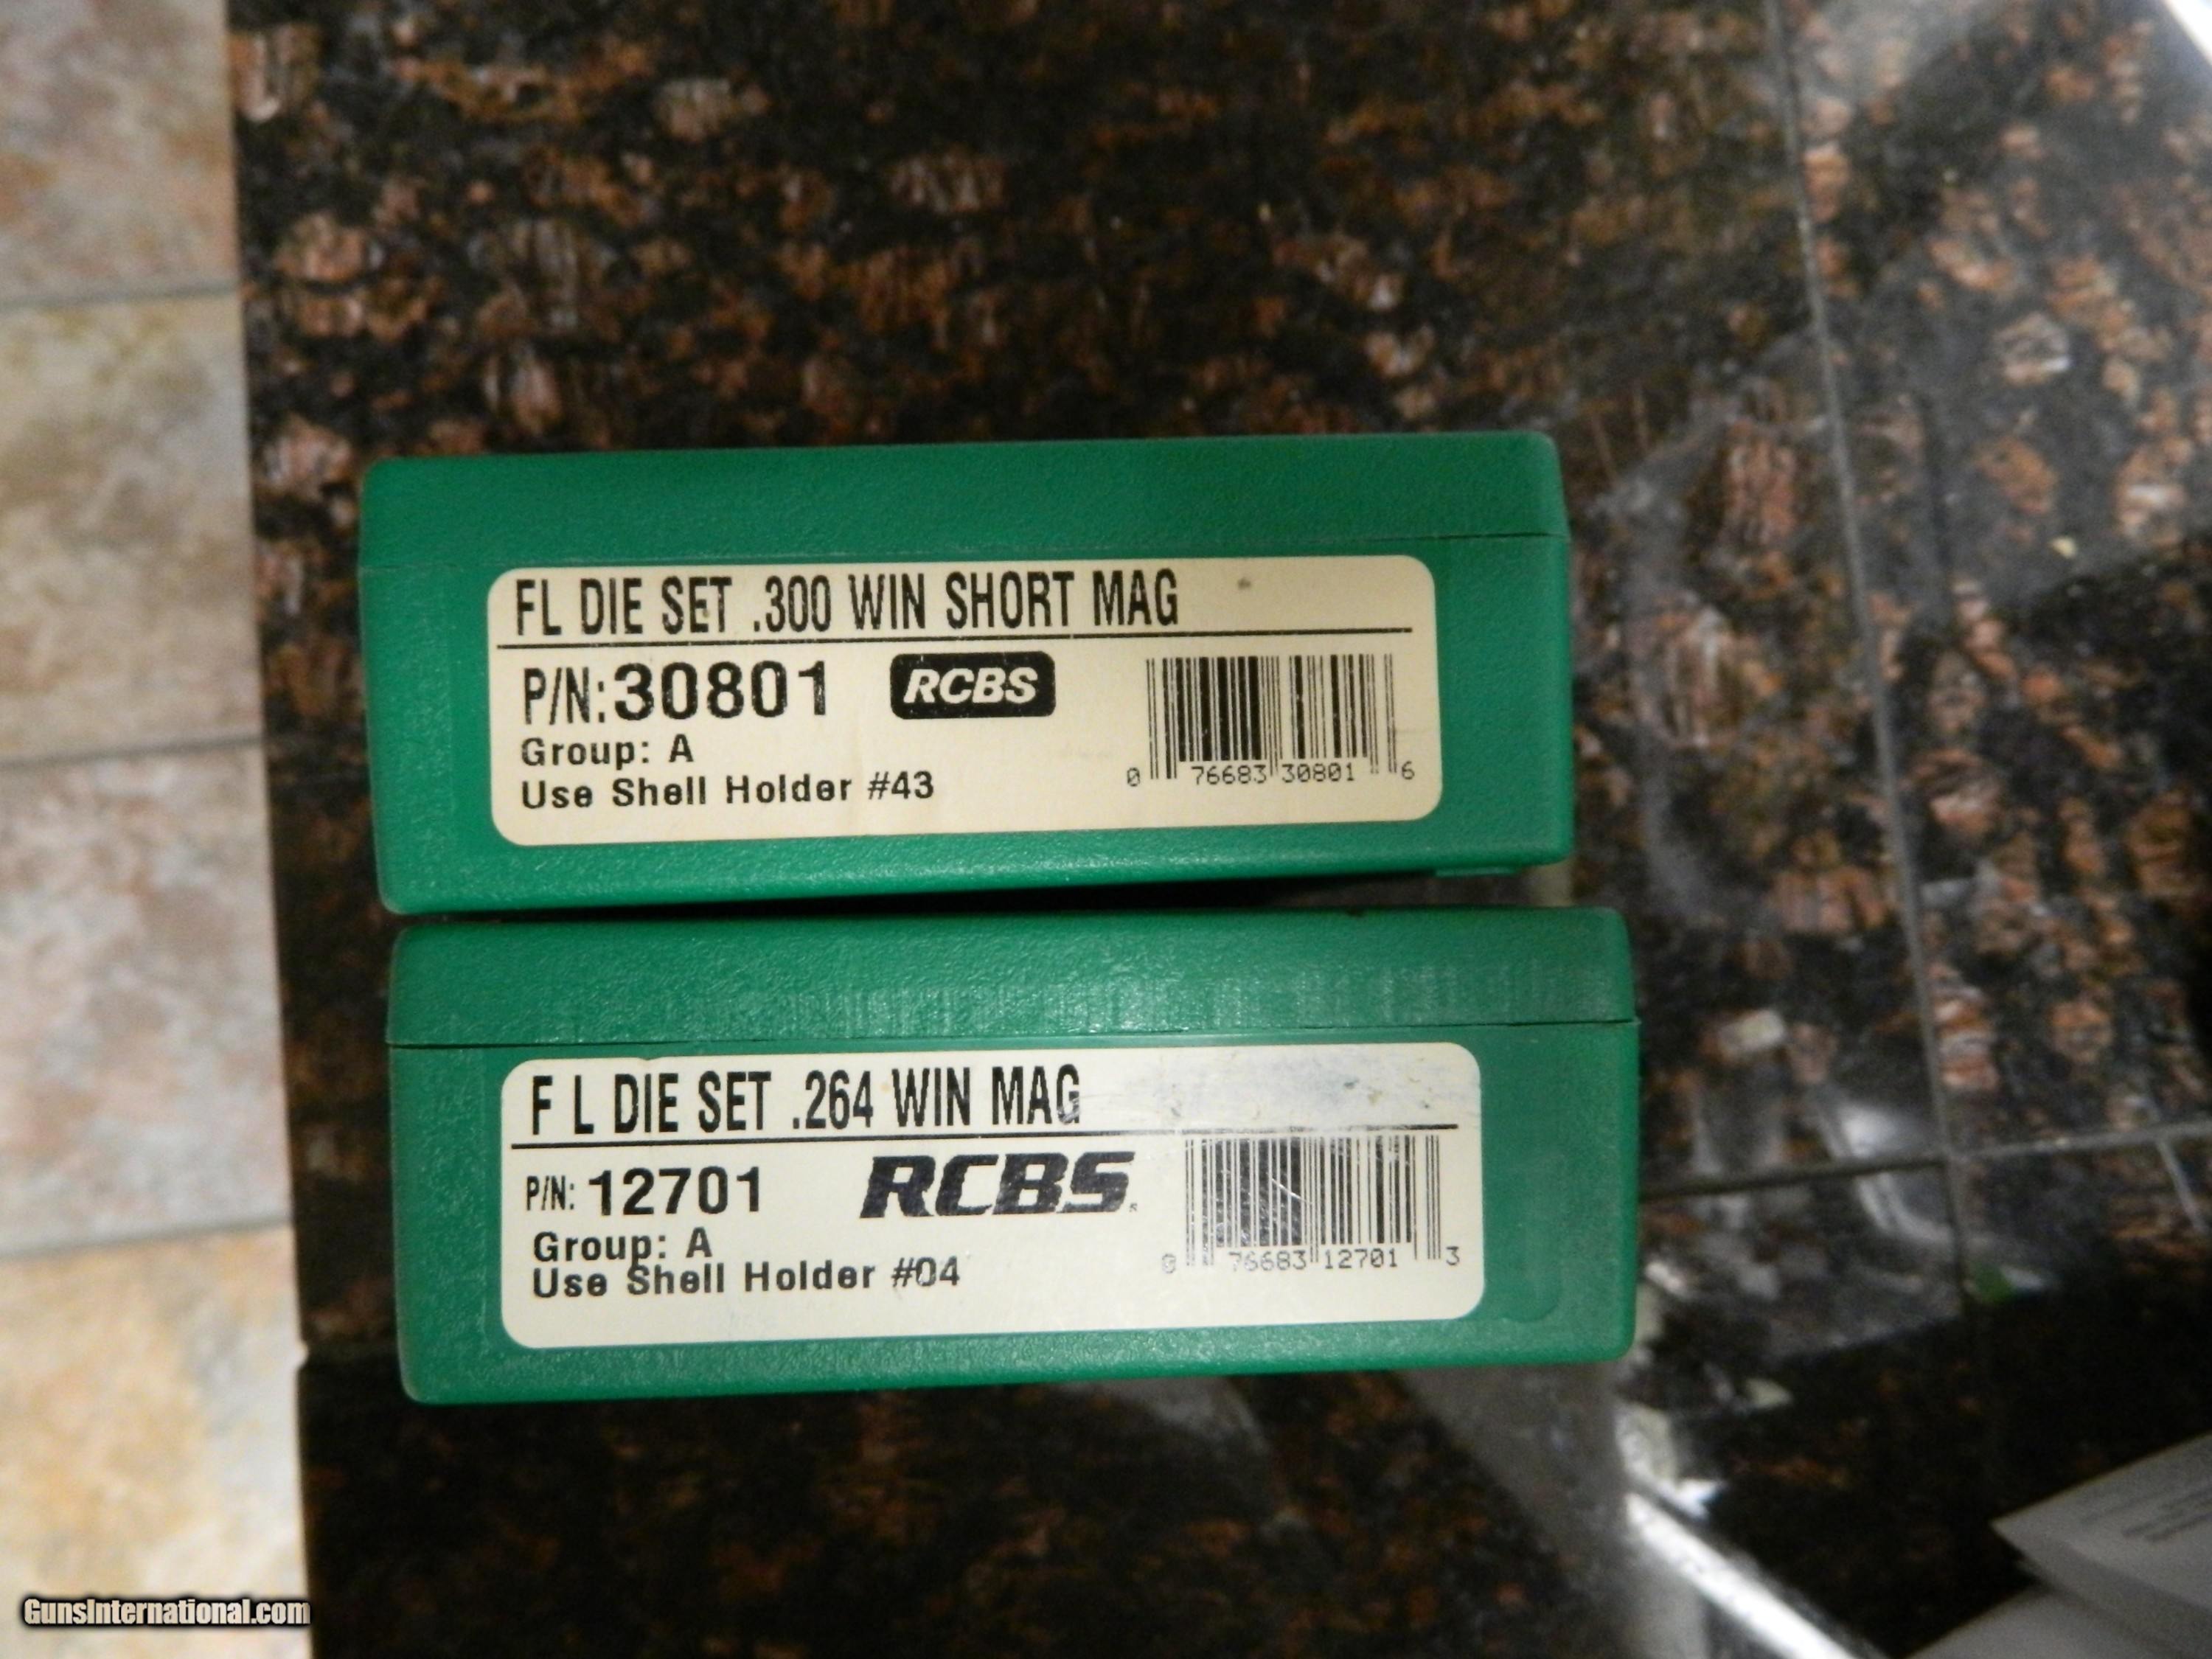 FL DIE SET .300 WIN SHORT MAG
P/N:30801 RCBS
Group: A
Use Shell Holder #43
0 76683 30801 6
F L DIE SET .264 WIN MAG
P/N: 12701 RCBS
Group: A
Use Shell Holder #04
0 76683 12701 3
GunsInternational.com